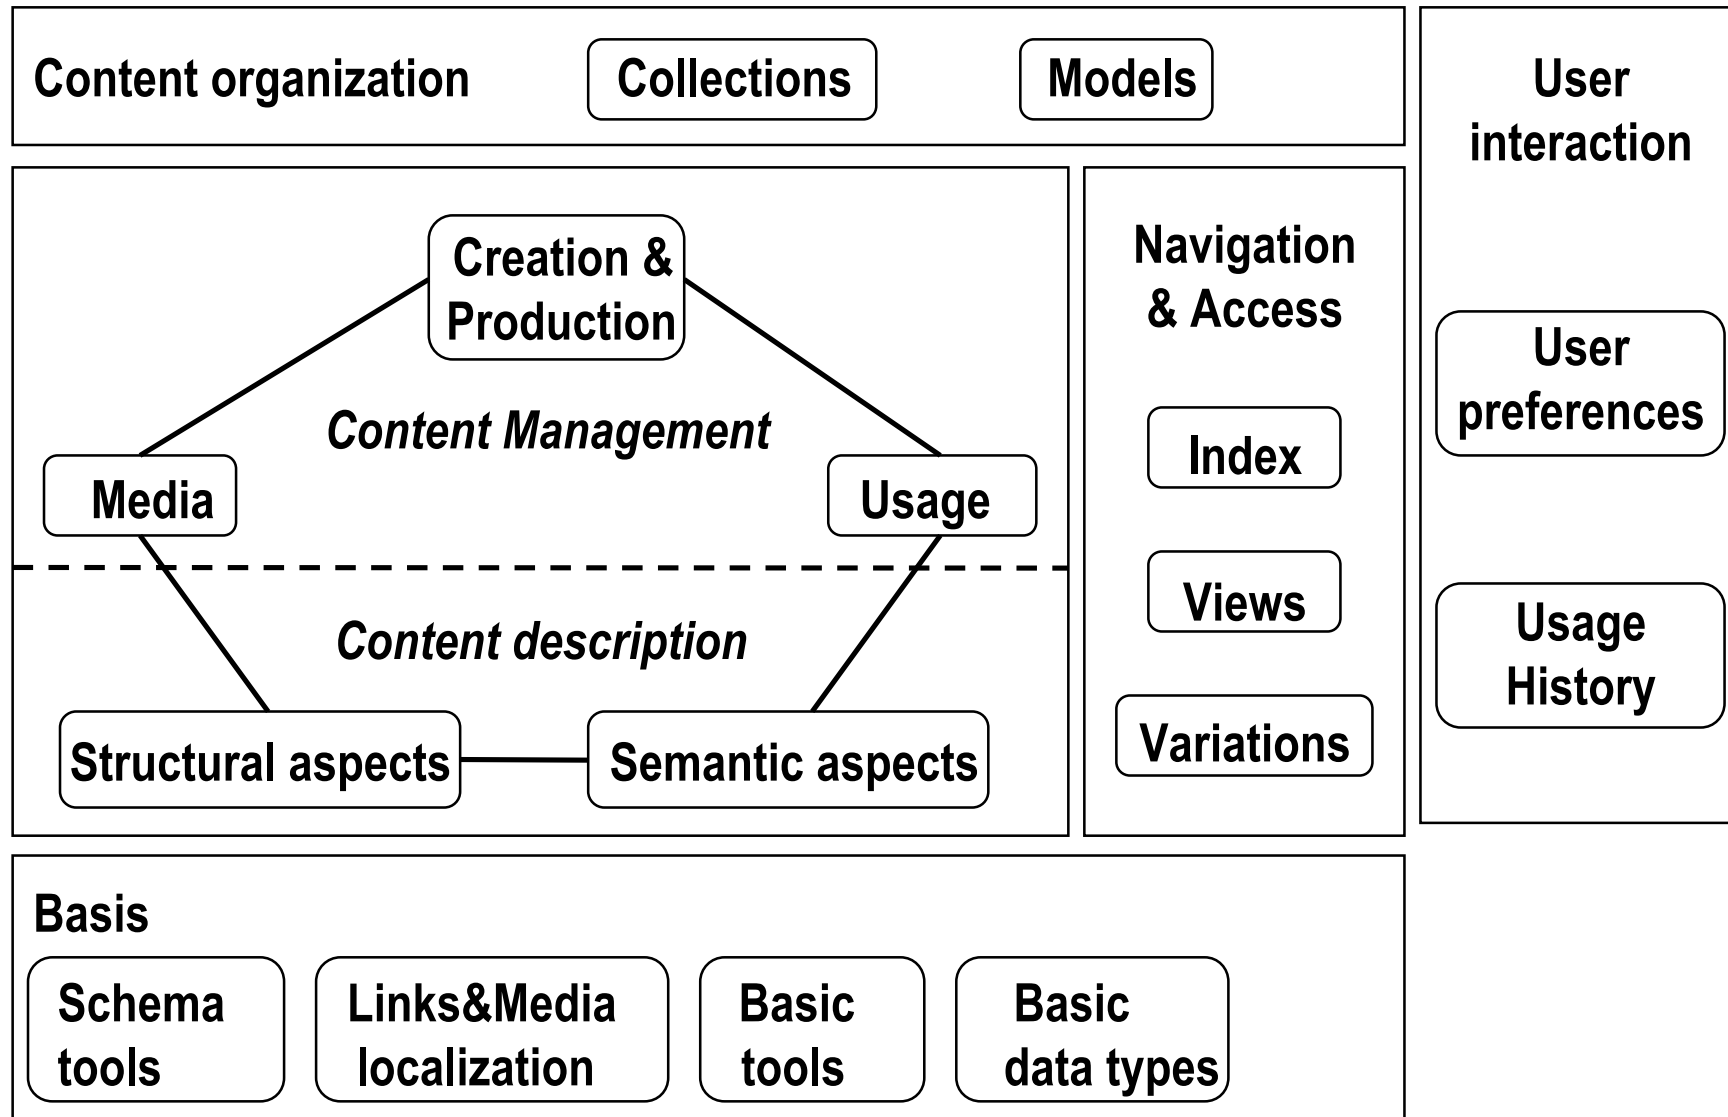 Content organization
Collections
Models
User
interaction
Creation &
Production
Content Management
Media
Usage
Content description
Structural aspects
Semantic aspects
Navigation
& Access
Index
Views
Variations
User
preferences
Usage
History
Basis
Schema
tools
Links&Media
localization
Basic
tools
Basic
data types